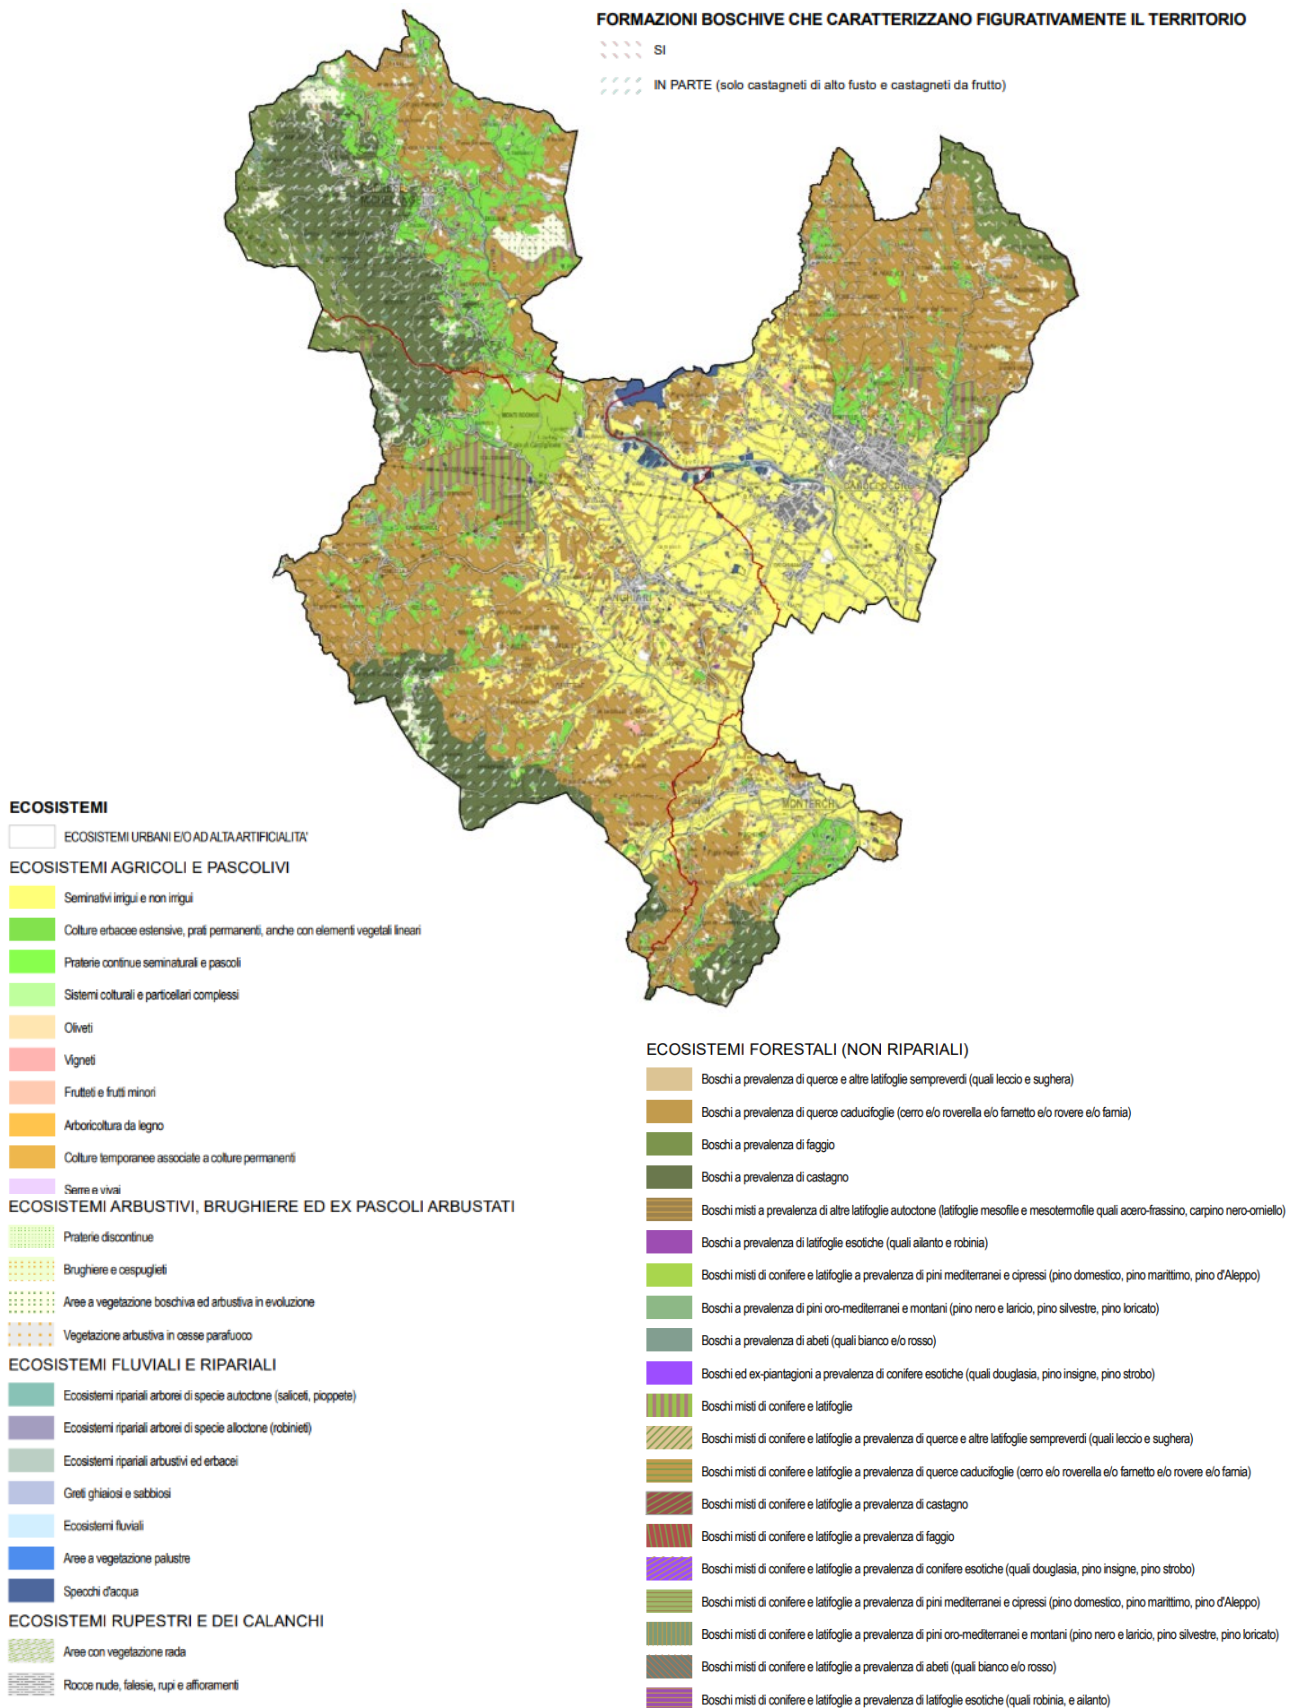 FORMAZIONI BOSCHIVE CHE CARATTERIZZANO FIGURATIVAMENTE IL TERRITORIO
SI
IN PARTE (solo castagneti di alto fusto e castagneti da frutto)
ANGHIARI
MONTERCHI
ECOSISTEMI
ECOSISTEMI URBANI E/O AD ALTA ARTIFICIALITA'
ECOSISTEMI AGRICOLI E PASCOLIVI
Seminativi irrigui e non irrigui
Colture erbacee estensive, prati permanenti, anche con elementi vegetali lineari
Praterie continue seminaturali e pascoli
Sistemi colturali e particellari complessi
Oliveti
Vigneti
Frutteti e frutti minori
Arboricoltura da legno
Colture temporanee associate a colture permanenti
Serre e vivai
ECOSISTEMI ARBUSTIVI, BRUGHIERE ED EX PASCOLI ARBUSTATI
Praterie discontinue
Brughiere e cespuglieti
Aree a vegetazione boschiva ed arbustiva in evoluzione
Vegetazione arbustiva in cesse parafuoco
ECOSISTEMI FLUVIALI E RIPARIALI
Ecosistemi ripariali arborei di specie autoctone (saliceti, pioppete)
Ecosistemi ripariali arborei di specie alloctone (robinieti)
Ecosistemi ripariali arbustivi ed erbacei
Greti ghiaiosi e sabbiosi
Ecosistemi fluviali
Aree a vegetazione palustre
Specchi d'acqua
ECOSISTEMI RUPESTRI E DEI CALANCHI
Aree con vegetazione rada
Rocce nude, falesie, rupi e affioramenti
ECOSISTEMI FORESTALI (NON RIPARIALI)
Boschi a prevalenza di querce e altre latifoglie sempreverdi (quali leccio e sughera)
Boschi a prevalenza di querce caducifoglie (cerro e/o roverella e/o farnetto e/o rovere e/o farnia)
Boschi a prevalenza di faggio
Boschi a prevalenza di castagno
Boschi misti a prevalenza di altre latifoglie autoctone (latifoglie mesofile e mesotermofile quali acero-frassino, carpino nero-orniello)
Boschi a prevalenza di latifoglie esotiche (quali ailanto e robinia)
Boschi misti di conifere e latifoglie a prevalenza di pini mediterranei e cipressi (pino domestico, pino marittimo, pino d'Aleppo)
Boschi a prevalenza di pini oro-mediterranei e montani (pino nero e laricio, pino silvestre, pino loricato)
Boschi a prevalenza di abeti (quali bianco e/o rosso)
Boschi ed ex-piantagioni a prevalenza di conifere esotiche (quali douglasia, pino insigne, pino strobo)
Boschi misti di conifere e latifoglie
Boschi misti di conifere e latifoglie a prevalenza di querce e altre latifoglie sempreverdi (quali leccio e sughera)
Boschi misti di conifere e latifoglie a prevalenza di querce caducifoglie (cerro e/o roverella e/o farnetto e/o rovere e/o farnia)
Boschi misti di conifere e latifoglie a prevalenza di castagno
Boschi misti di conifere e latifoglie a prevalenza di faggio
Boschi misti di conifere e latifoglie a prevalenza di conifere esotiche (quali douglasia, pino insigne, pino strobo)
Boschi misti di conifere e latifoglie a prevalenza di pini mediterranei e cipressi (pino domestico, pino marittimo, pino d'Aleppo)
Boschi misti di conifere e latifoglie a prevalenza di pini oro-mediterranei e montani (pino nero e laricio, pino silvestre, pino loricato)
Boschi misti di conifere e latifoglie a prevalenza di abeti (quali bianco e/o rosso)
Boschi misti di conifere e latifoglie a prevalenza di latifoglie esotiche (quali robinia, e ailanto)